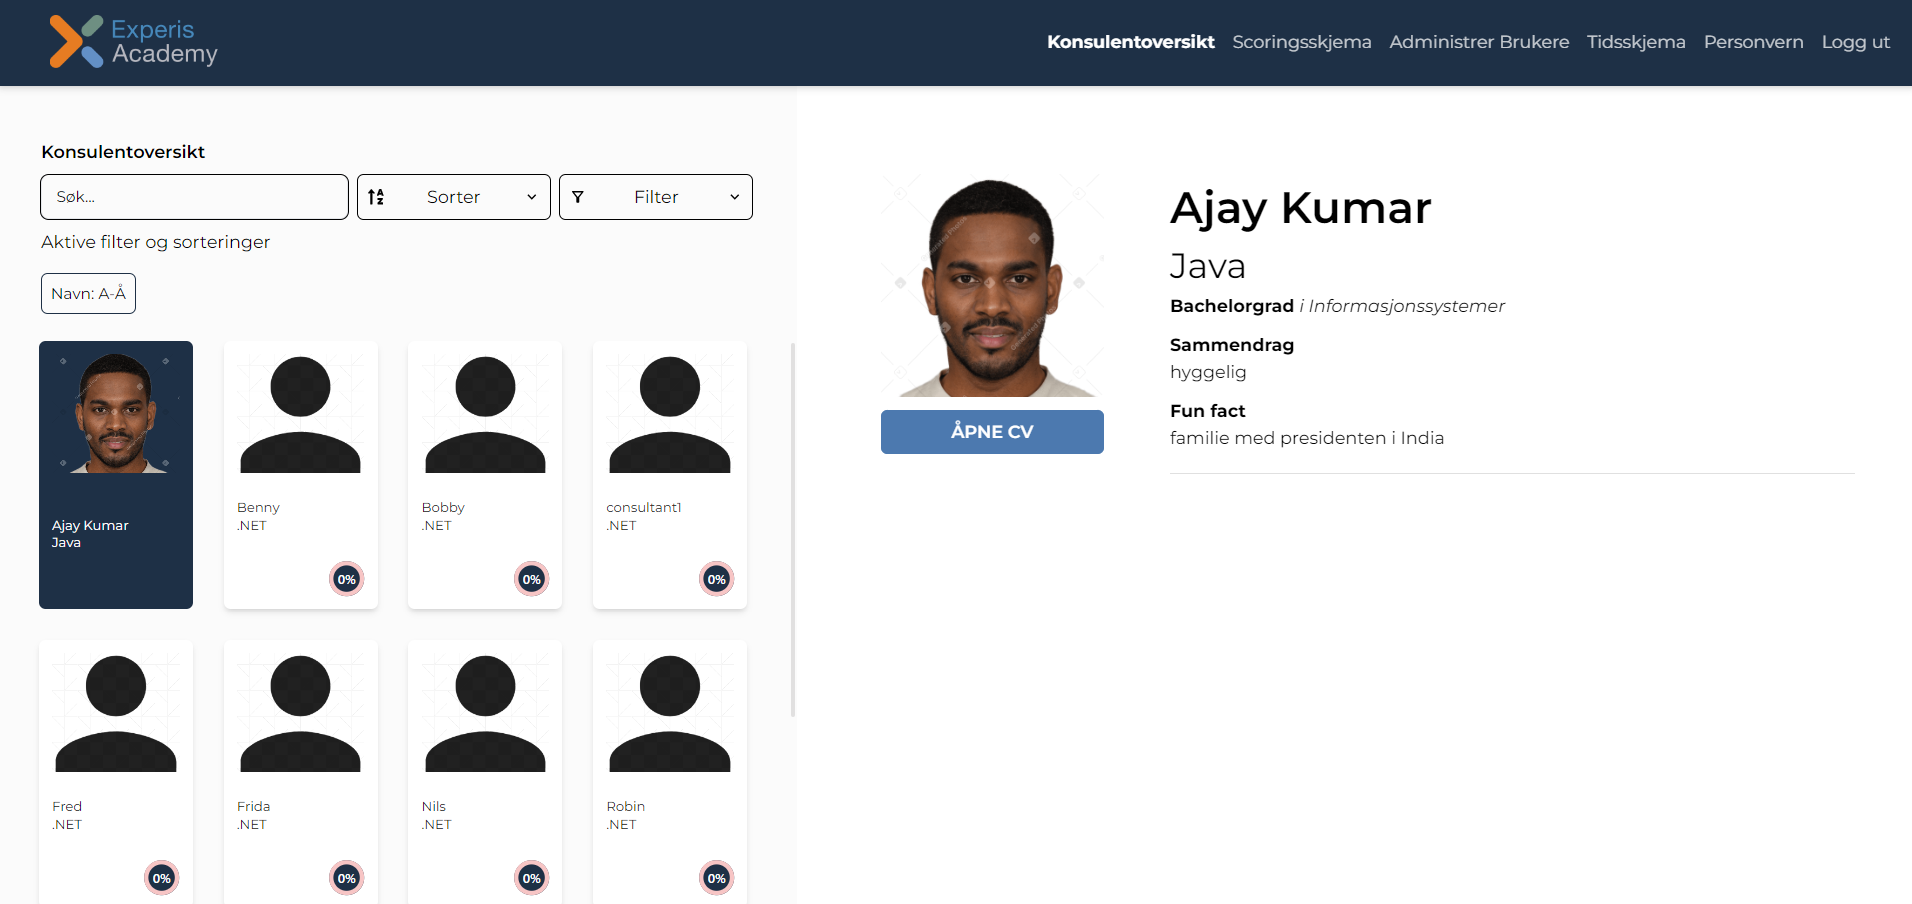 Experis
Academy
Konsulentoversikt
Scoringsskjema
Administrer Brukere
Tidsskjema
Personvern
Logg ut
Konsulentoversikt
Søk...
Sorter
Filter
Aktive filter og sorteringer
Navn: A-Å
Ajay Kumar
Java
Benny
.NET
0%
Bobby
.NET
0%
consultant1
.NET
0%
Fred
.NET
0%
Frida
.NET
0%
Nils
.NET
0%
Robin
.NET
0%
ÅPNE CV
Ajay Kumar
Java
Bachelorgrad i Informasjonssystemer
Sammendrag
hyggelig
Fun fact
familie med presidenten i India